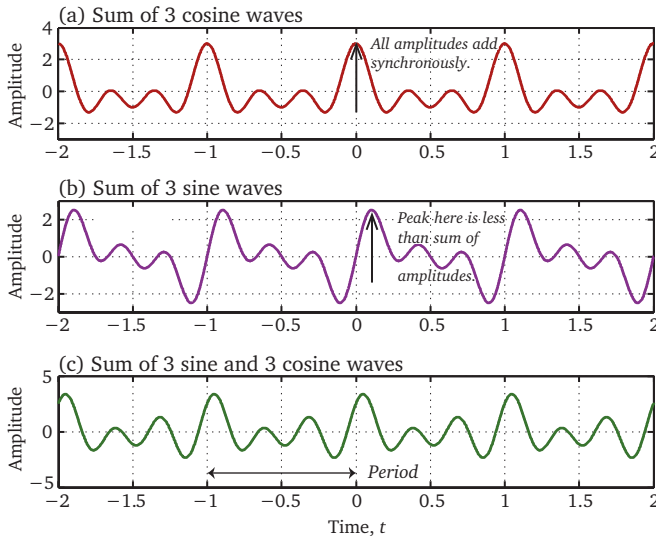 (a) Sum of 3 cosine waves
4
2
0
−2
Amplitude
All amplitudes add
synchronously.
−2 −1.5 −1 −0.5 0 0.5 1 1.5 2
(b) Sum of 3 sine waves
2
0
−2
Amplitude
Peak here is less
than sum of
amplitudes.
−2 −1.5 −1 −0.5 0 0.5 1 1.5 2
(c) Sum of 3 sine and 3 cosine waves
5
0
−5
Amplitude
Period
−2 −1.5 −1 −0.5 0 0.5 1 1.5 2
Time, t